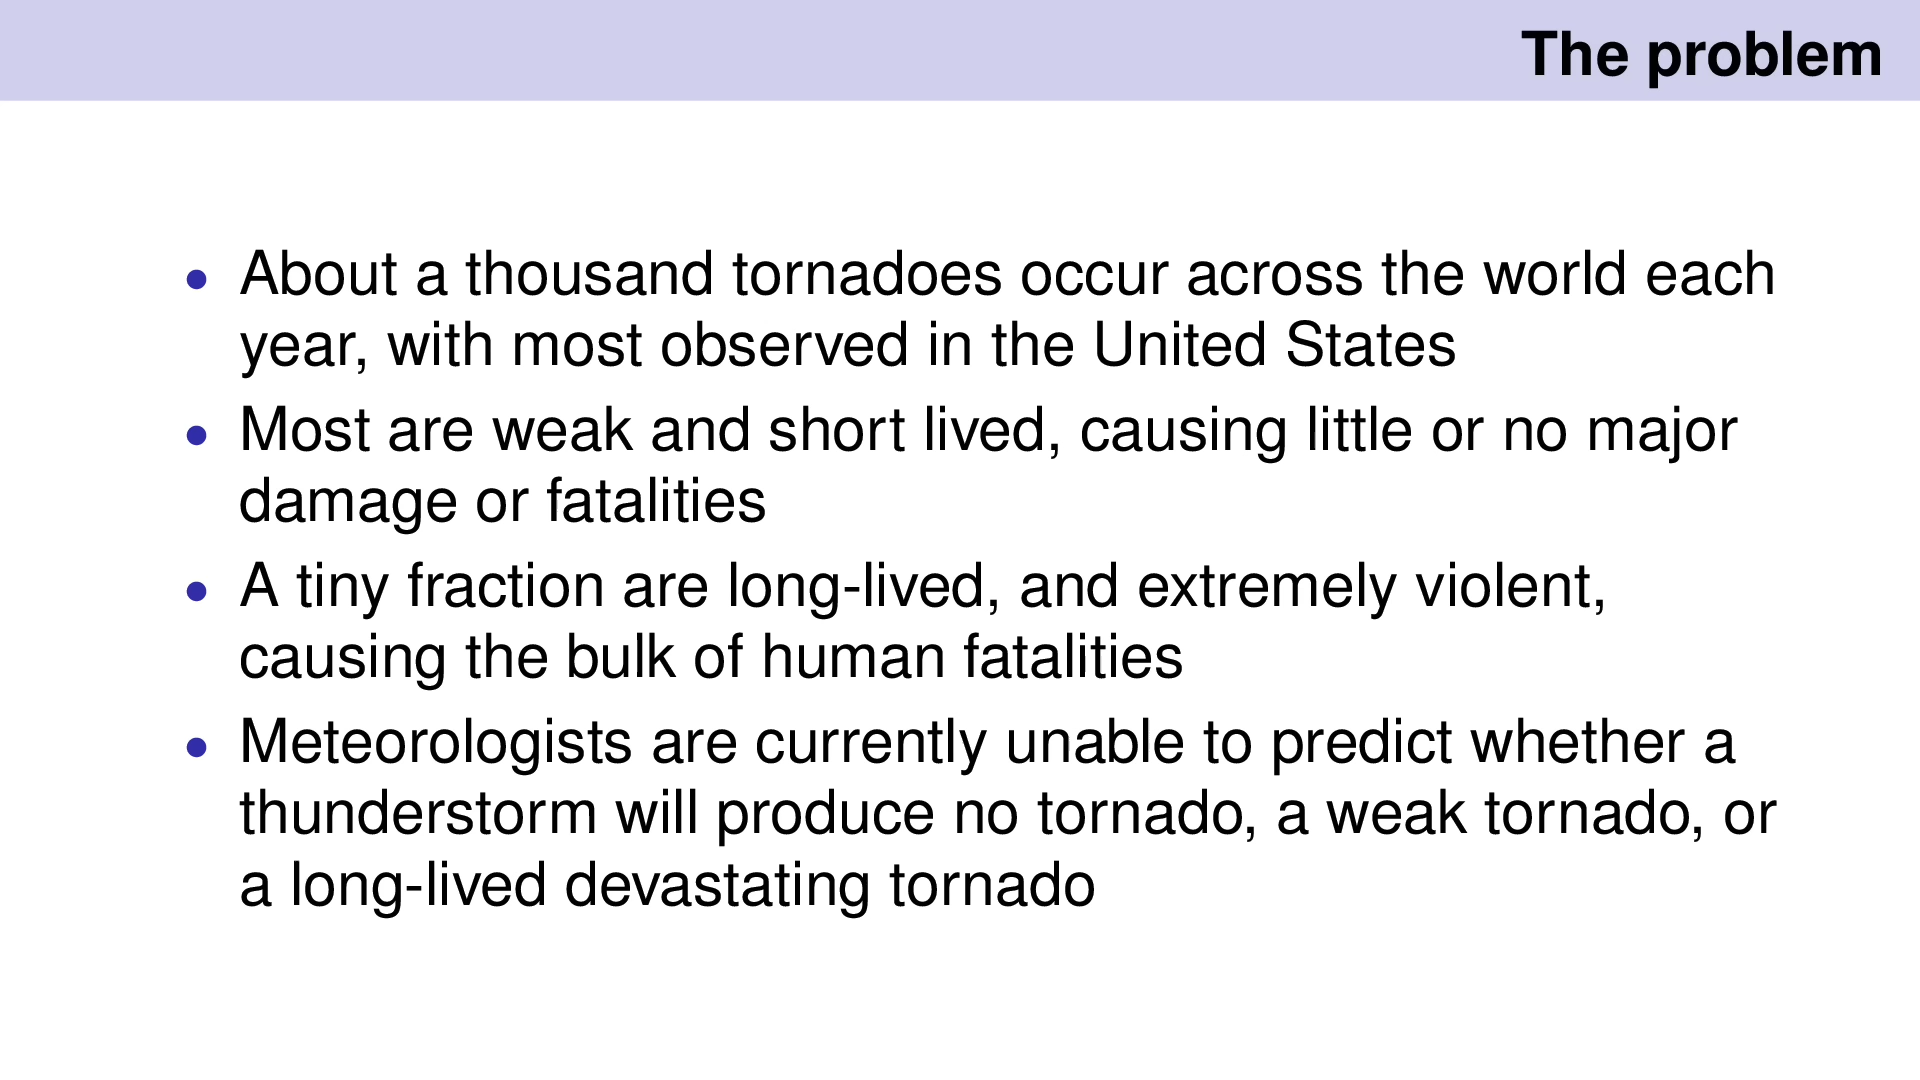 The problem
• About a thousand tornadoes occur across the world each
year, with most observed in the United States
• Most are weak and short lived, causing little or no major
damage or fatalities
• A tiny fraction are long-lived, and extremely violent,
causing the bulk of human fatalities
• Meteorologists are currently unable to predict whether a
thunderstorm will produce no tornado, a weak tornado, or
a long-lived devastating tornado